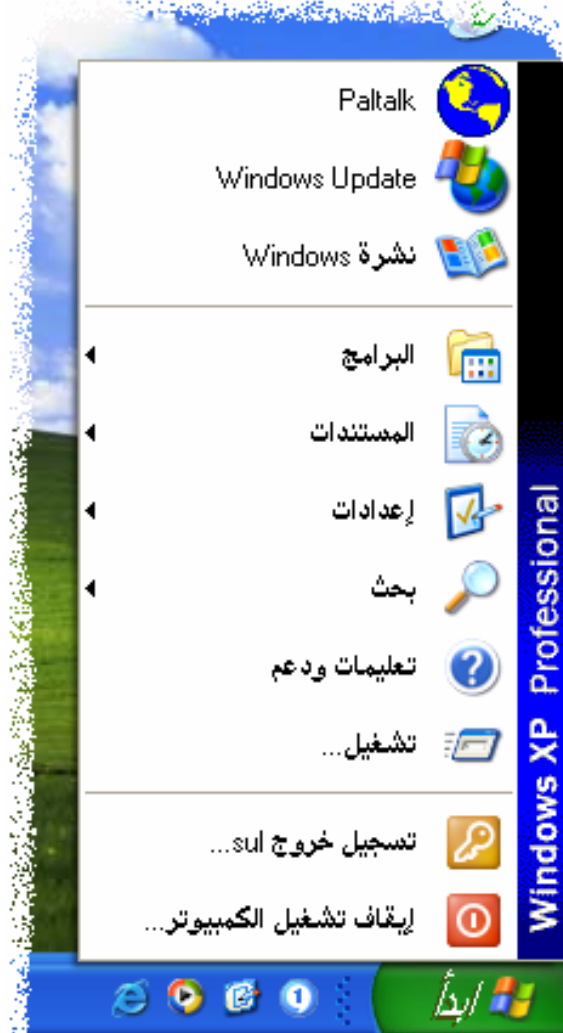 Paltalk
Windows Update
نشرة Windows
البرامج
المستندات
إعدادات
بحث
تعليمات ودعم
تشغيل...
تسجيل خروج sul...
إيقاف تشغيل الكمبيوتر...
Windows XP Professional
ابدأ